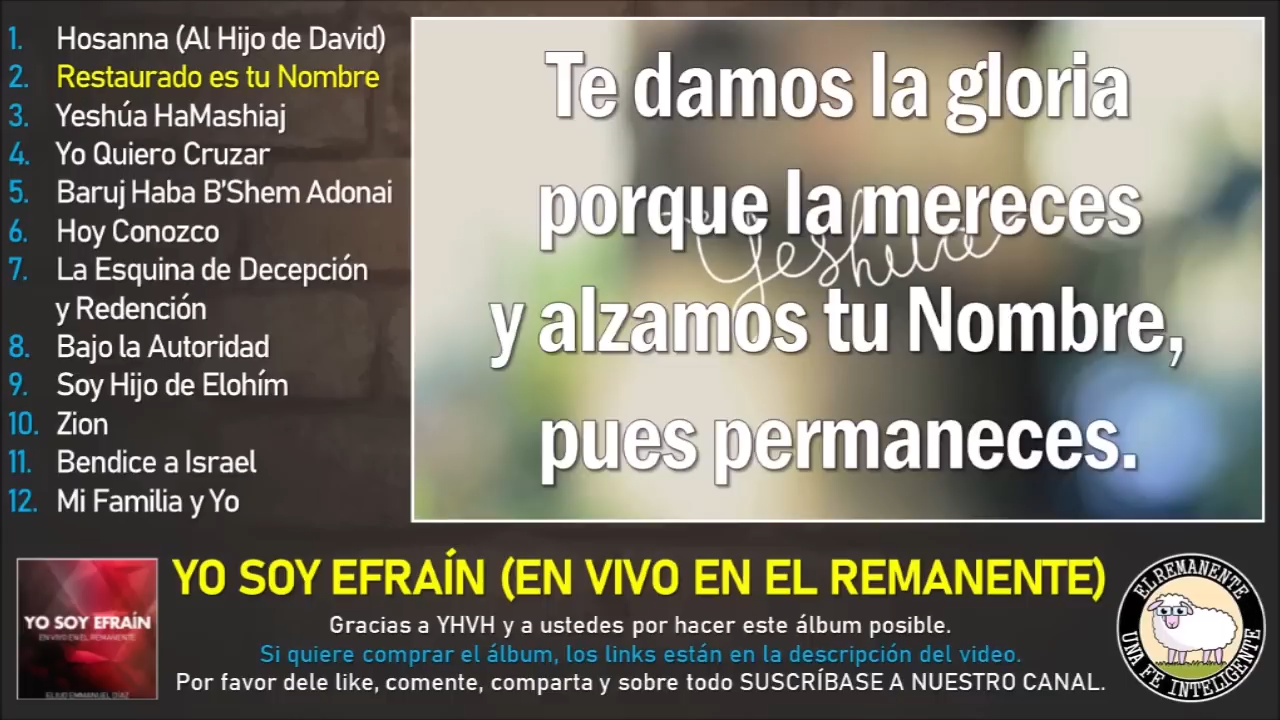 1. Hosanna (Al Hijo de David)
2. Restaurado es tu Nombre
3. Yeshúa HaMashiaj
4. Yo Quiero Cruzar
5. Baruj Haba B'Shem Adonai
6. Hoy Conozco
7. La Esquina de Decepción
y Redención
8. Bajo la Autoridad
9. Soy Hijo de Elohím
10. Zion
11. Bendice a Israel
12. Mi Familia y Yo
Te damos la gloria
porque la mereces
Yeshua
y alzamos tu Nombre,
pues permaneces.
YO SOY EFRAÍN
EN VIVO EN EL REMANENTE
YO SOY EFRAÍN (EN VIVO EN EL REMANENTE)
Gracias a YHVH y a ustedes por hacer este álbum posible.
Si quiere comprar el álbum, los links están en la descripción del video.
Por favor dele like, comente, comparta y sobre todo SUSCRÍBASE A NUESTRO CANAL.
EL REMANENTE
UNA FE INTELIGENTE